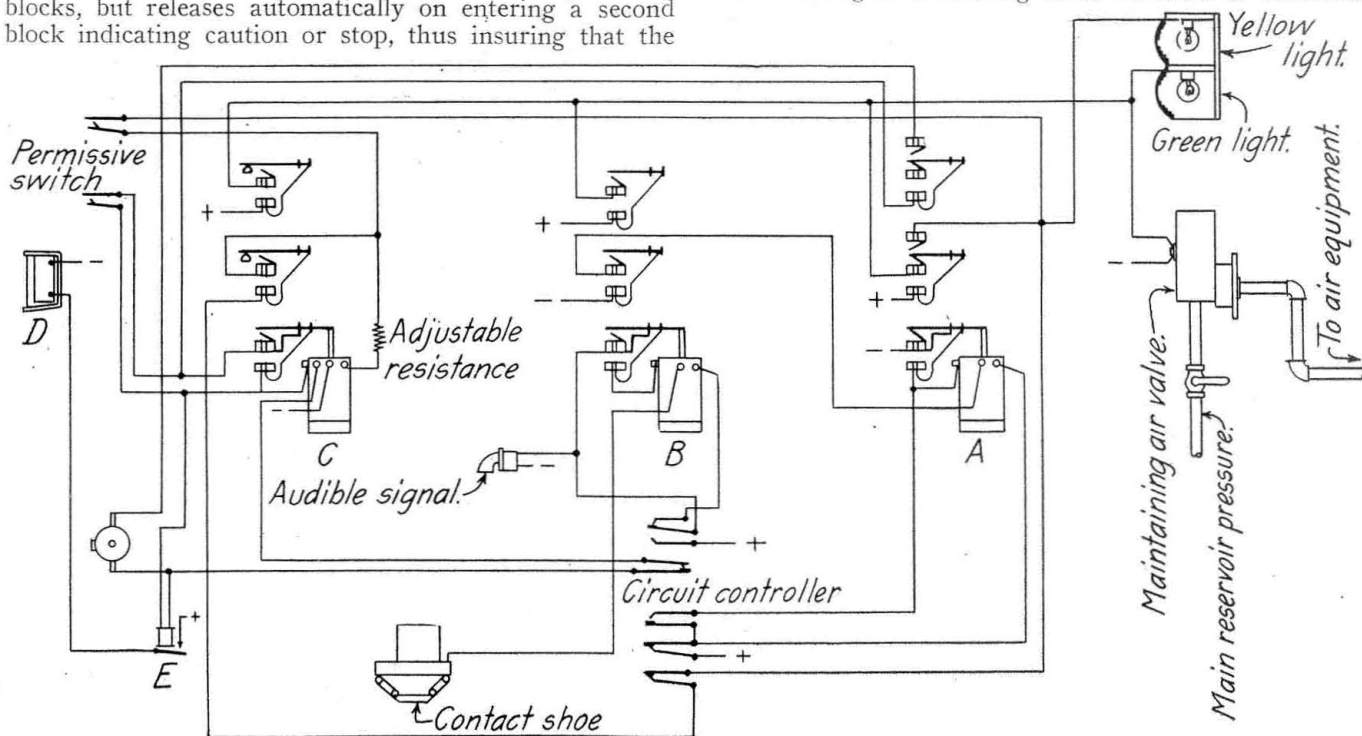 blocks, but releases automatically on entering a second
block indicating caution or stop, thus insuring that the
Yellow
light.
Green light.
Permissive
switch
+
+
+
−
−
−
−
D
Adjustable
resistance
C
B
A
−
Audible signal.
−
+
Circuit controller
+
+
E
Contact shoe
Maintaining air valve.
Main reservoir pressure.
To air equipment.